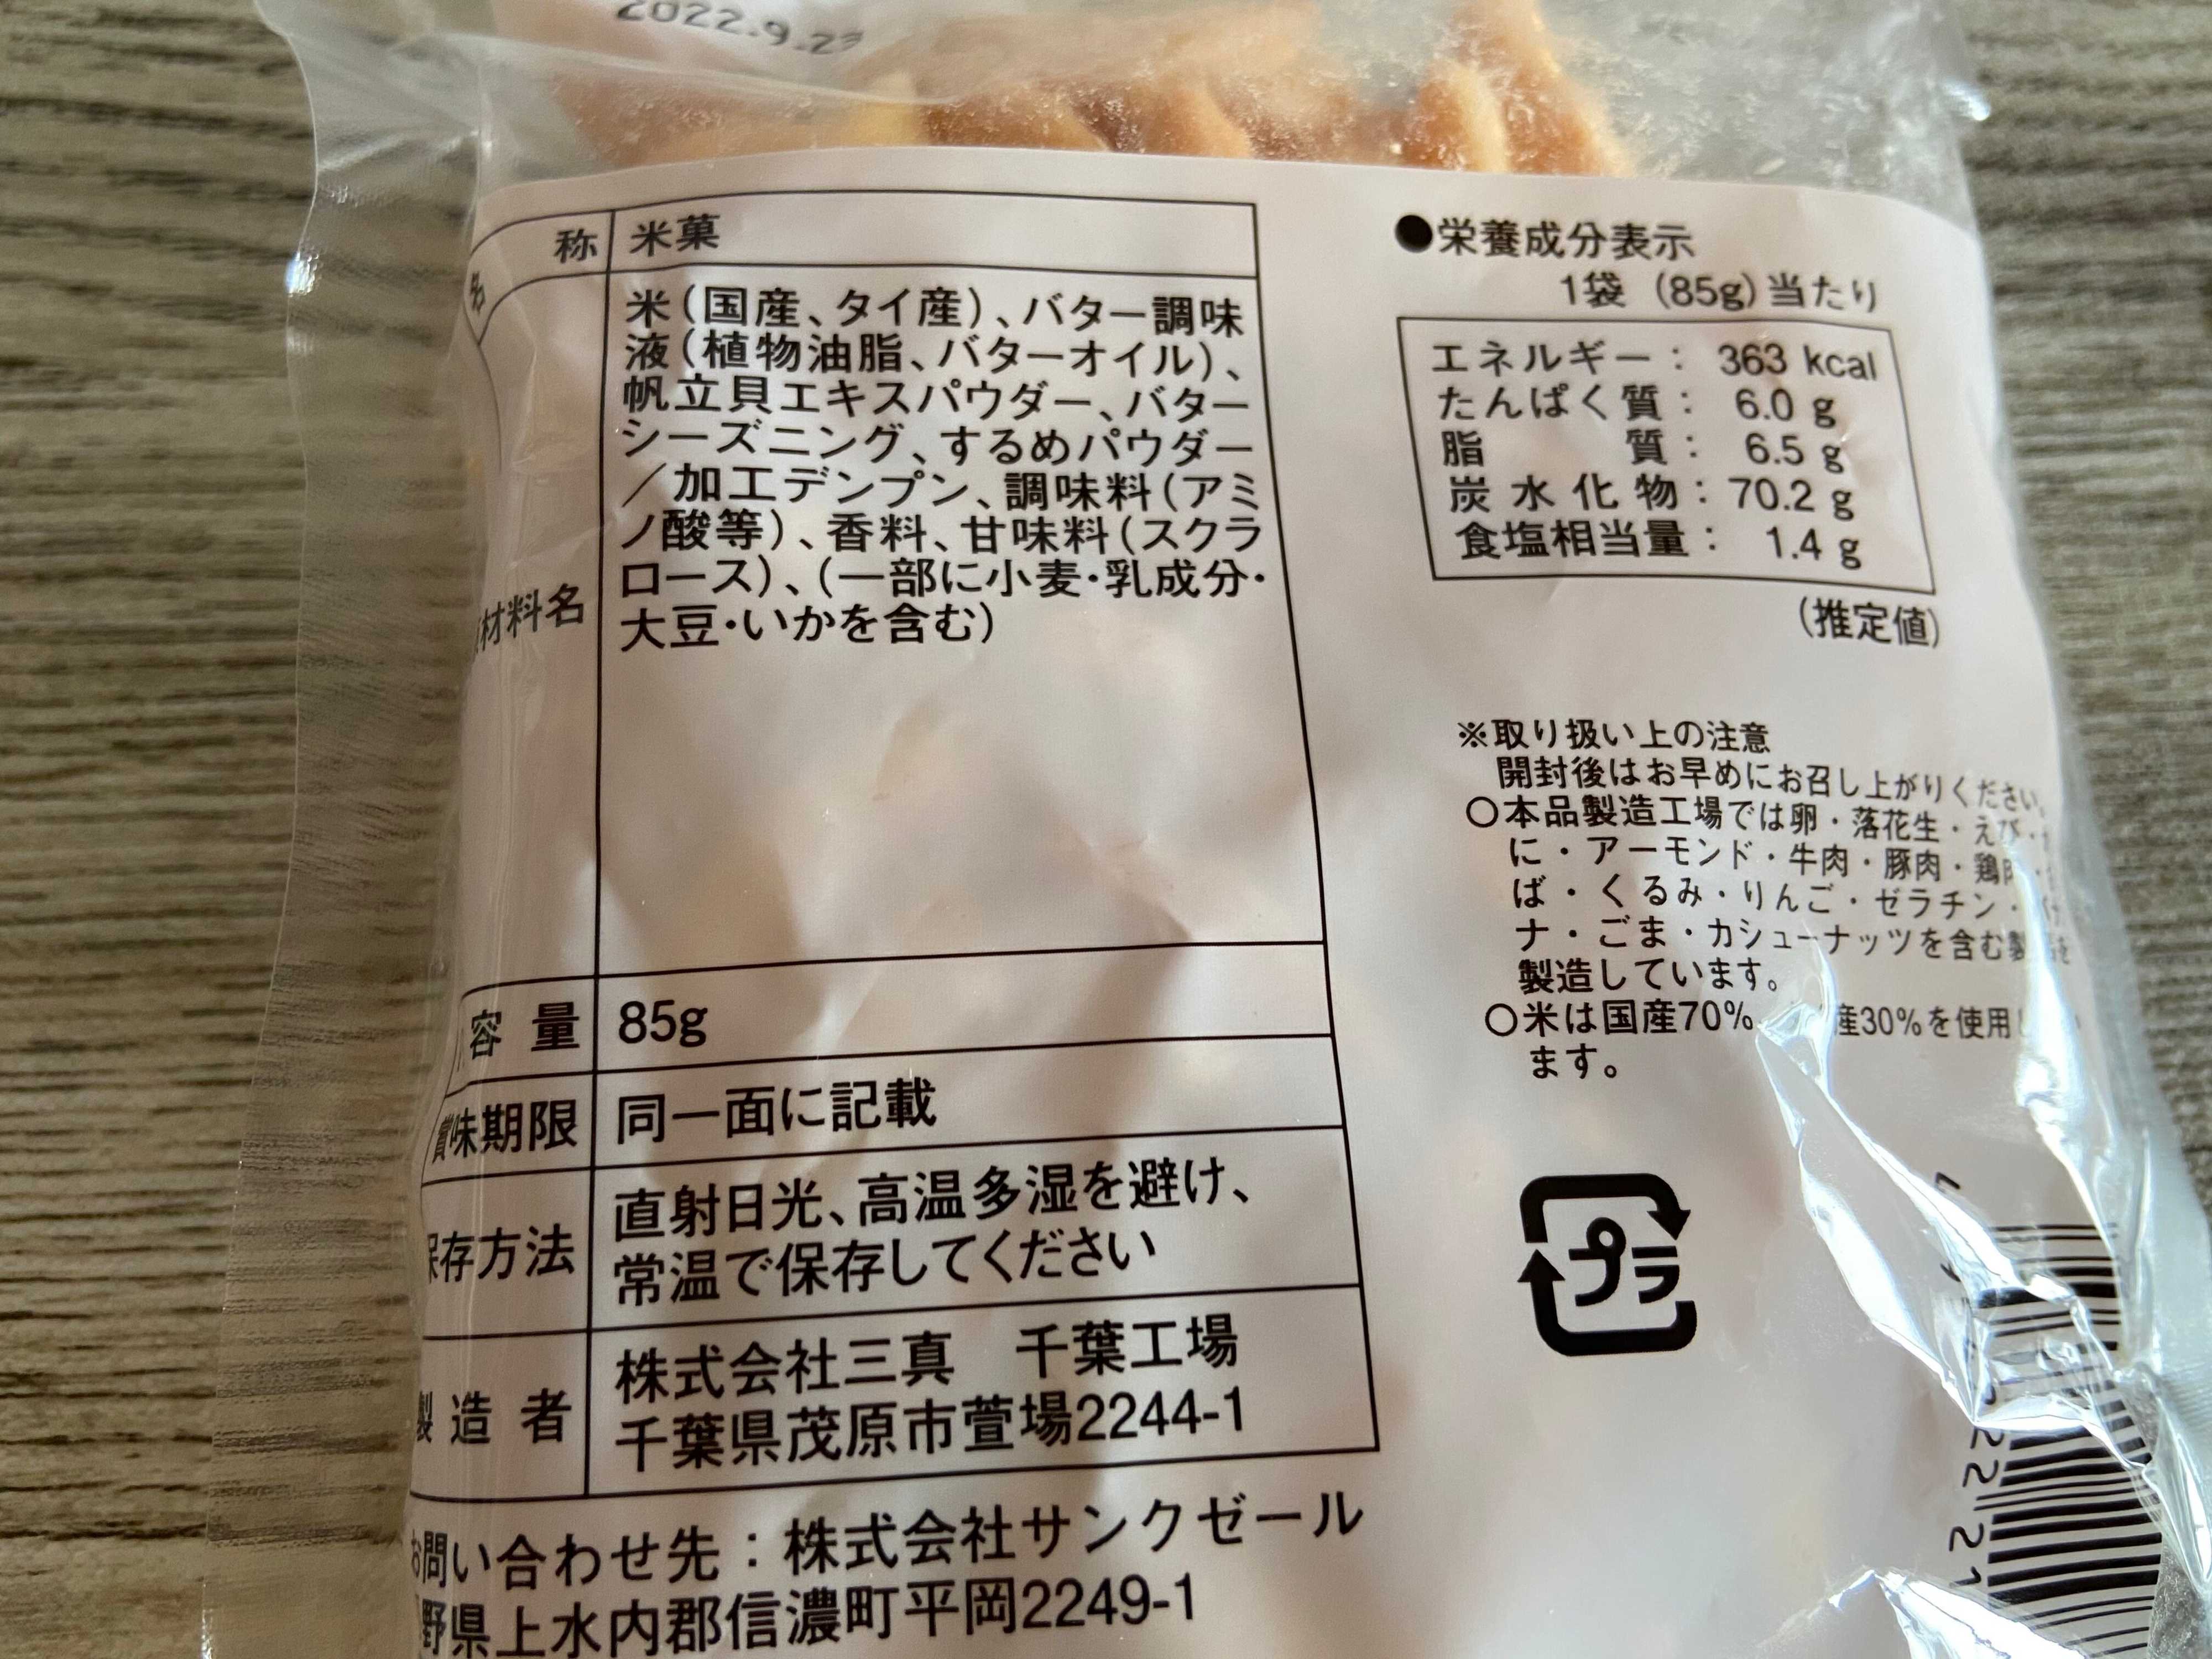 2022.9.23
名 称
米菓
材料名
米(国産、タイ産)、バター調味
液(植物油脂、バターオイル)、
帆立貝エキスパウダー、バター
シーズニング、するめパウダー
/加工デンプン、調味料(アミ
ノ酸等)、香料、甘味料(スクラ
ロース)、(一部に小麦・乳成分・
大豆・いかを含む)
容 量
85g
賞味期限
同一面に記載
保存方法
直射日光、高温多湿を避け、
常温で保存してください
製 造 者
株式会社三真 千葉工場
千葉県茂原市萱場2244-1
お問い合わせ先:株式会社サンクゼール
野県上水内郡信濃町平岡2249-1
●栄養成分表示
1袋 (85g)当たり
エネルギー: 363 kcal
たんぱく質: 6.0 g
脂 質: 6.5 g
炭水化物: 70.2 g
食塩相当量: 1.4 g
(推定値)
※取り扱い上の注意
開封後はお早めにお召し上がりください。
○本品製造工場では卵・落花生・えび・
に・アーモンド・牛肉・豚肉・鶏肉・
ば・くるみ・りんご・ゼラチン・
ナ・ごま・カシューナッツを含む製品を
製造しています。
○米は国産70%、 産30%を使用し
ます。
プラ